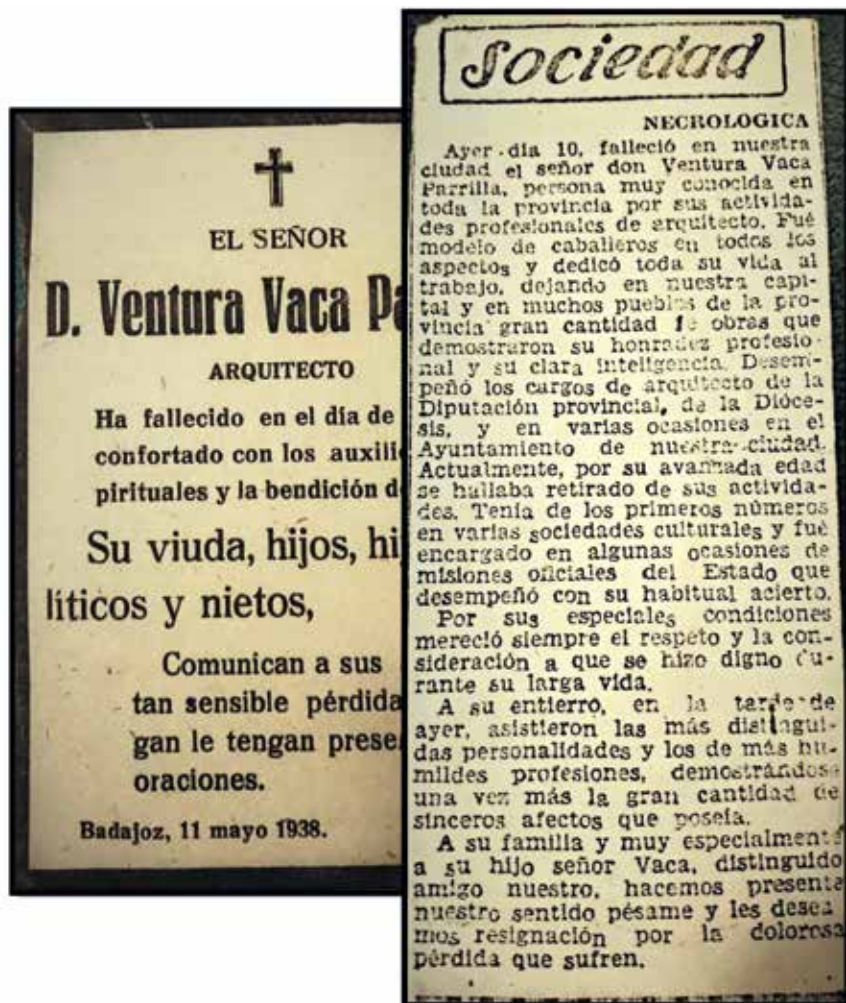 EL SEÑOR
D. Ventura Vaca
ARQUITECTO
Ha fallecido en el día de
confortado con los
pirituales y la bendición
Su viuda, hijos,
líticos y nietos,
Comunican a sus
tan sensible pérdida
gan le tengan
oraciones.
Badajoz, 11 mayo 1938.
Sociedad
NECROLOGICA
Ayer día 10, falleció en nuestra
ciudad el señor don Ventura Vaca
Parrilla, persona muy conocida en
toda la provincia por sus activida-
des profesionales de arquitecto. Fué
modelo de caballeros en todos los
aspectos y dedicó toda su vida al
trabajo, dejando en nuestra capi-
tal y en muchos pueblos de la pro-
vincia gran cantidad de obras que
demostraron su honradez profesio-
nal y su clara inteligencia. Desem-
peñó los cargos de arquitecto de la
Diputación provincial, de la Dióce-
sis, y en varias ocasiones en el
Ayuntamiento de nuestra ciudad.
Actualmente, por su avanzada edad
se hallaba retirado de sus activida-
des. Tenía de los primeros números
en varias sociedades culturales y fué
encargado en algunas ocasiones de
misiones oficiales del Estado que
desempeñó con su habitual acierto.
Por sus especiales condiciones
mereció siempre el respeto y la con-
sideración a que se hizo digno du-
rante su larga vida.
A su entierro, en la tarde de
ayer, asistieron las más distingui-
das personalidades y los de más hu-
mildes profesiones, demostrándose
una vez más la gran cantidad de
sinceros afectos que poseía.
A su familia y muy especialmente
a su hijo señor Vaca, distinguido
amigo nuestro, hacemos presente
nuestro sentido pésame y les desea
mos resignación por la dolorosa
pérdida que sufren.